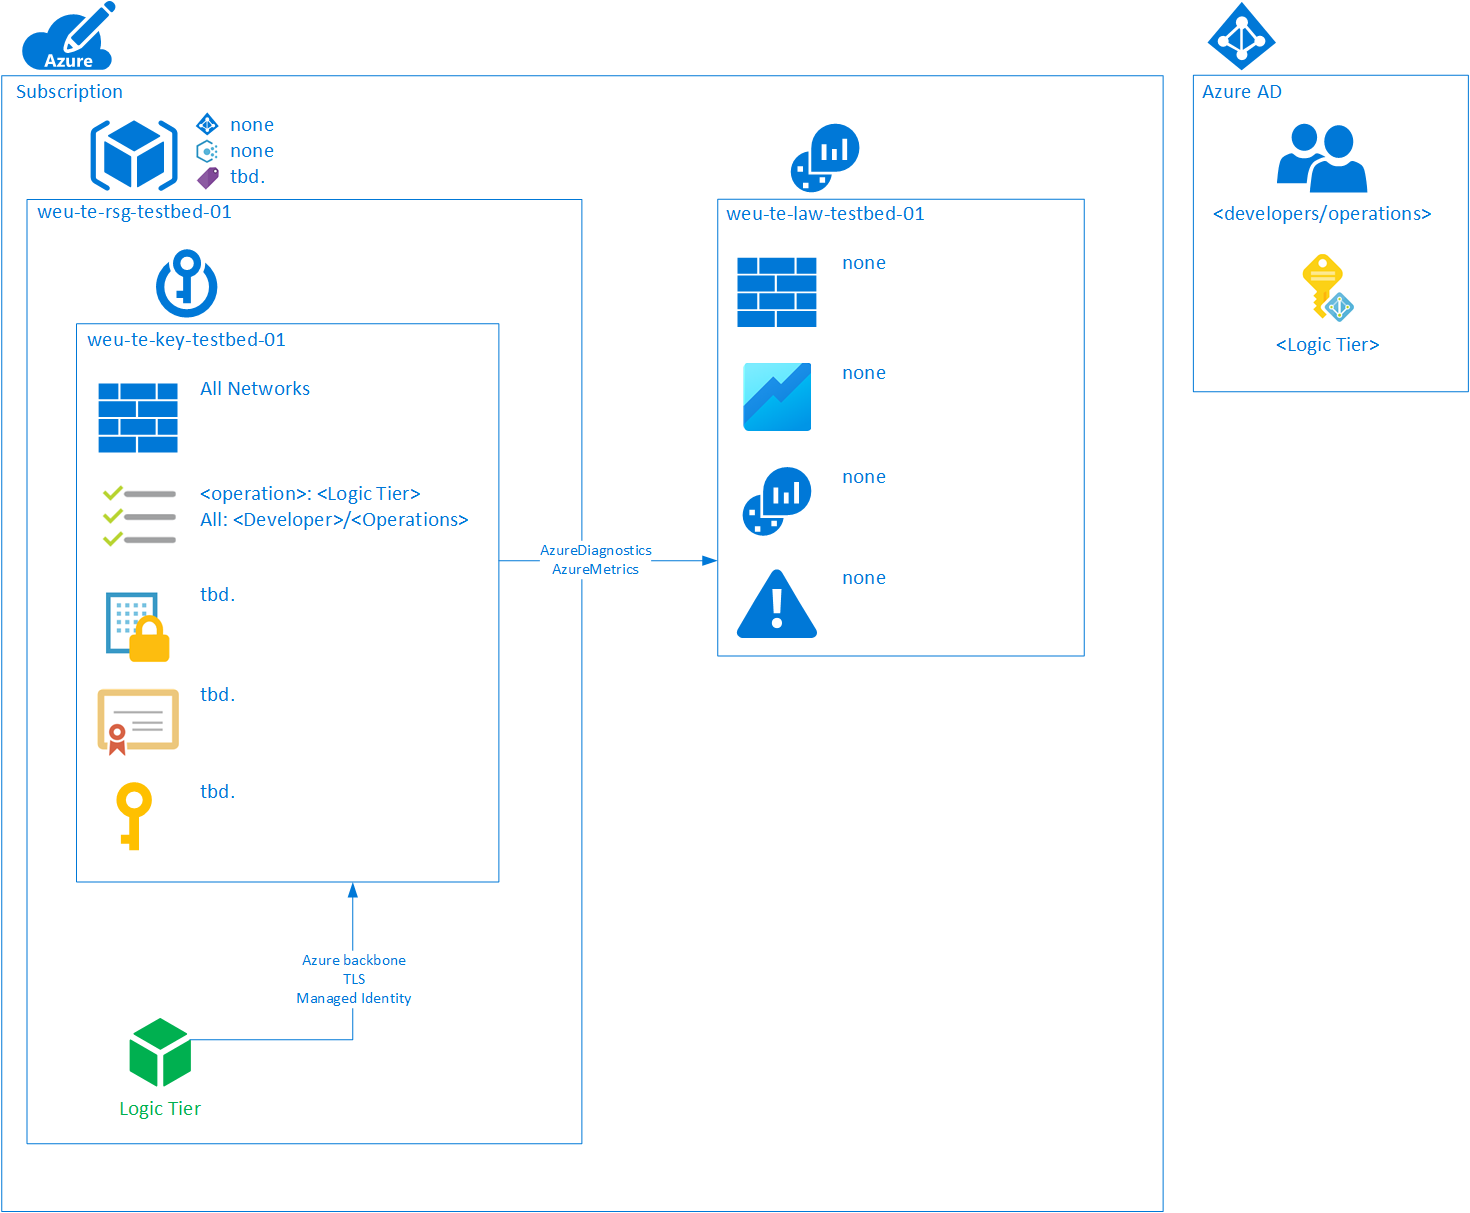 Azure
Subscription
none
none
tbd.
weu-te-rsg-testbed-01
weu-te-key-testbed-01
All Networks
<operation>: <Logic Tier>
All: <Developer>/<Operations>
tbd.
tbd.
tbd.
Azure backbone
TLS
Managed Identity
Logic Tier
AzureDiagnostics
AzureMetrics
weu-te-law-testbed-01
none
none
none
none
Azure AD
<developers/operations>
<Logic Tier>